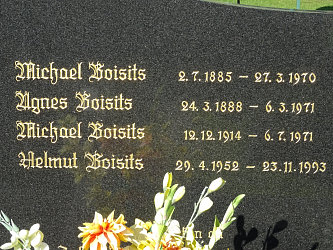 Michael Boisits 2.7.1885 – 27.3.1970
Agnes Boisits 24.3.1888 – 6.3.1971
Michael Boisits 12.12.1914 – 6.7.1971
Helmut Boisits 29.4.1952 – 23.11.1993